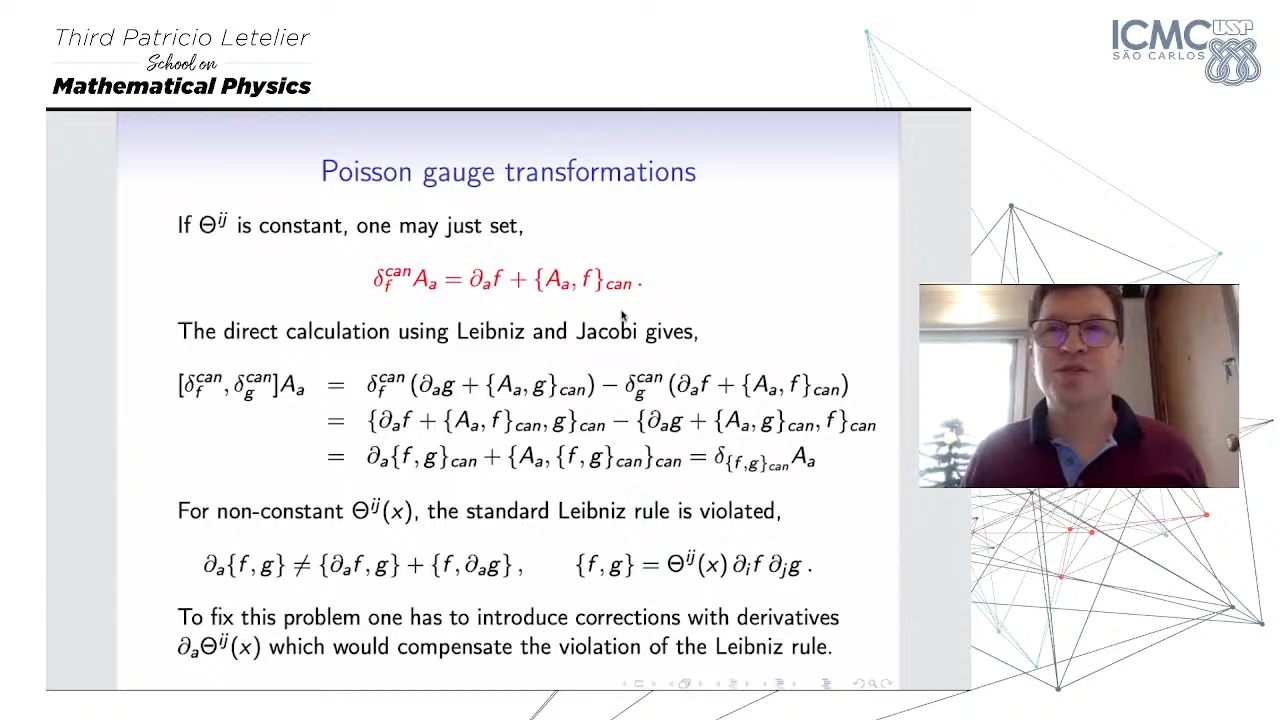 Third Patricio Letelier
School on
Mathematical Physics
ICMC USP
SÃO CARLOS
Poisson gauge transformations
If Θ^{ij} is constant, one may just set,
δ_f^{can} A_a = ∂_a f + {A_a, f}_{can} .
The direct calculation using Leibniz and Jacobi gives,
[δ_f^{can}, δ_g^{can}]A_a = δ_f^{can} (∂_a g + {A_a, g}_{can}) − δ_g^{can} (∂_a f + {A_a, f}_{can})
= {∂_a f + {A_a, f}_{can}, g}_{can} − {∂_a g + {A_a, g}_{can}, f}_{can}
= ∂_a{f, g}_{can} + {A_a, {f, g}_{can}}_{can} = δ_{{f,g}_{can}} A_a
For non-constant Θ^{ij}(x), the standard Leibniz rule is violated,
∂_a{f, g} ≠ {∂_a f, g} + {f, ∂_a g} , {f, g} = Θ^{ij}(x) ∂_i f ∂_j g .
To fix this problem one has to introduce corrections with derivatives
∂_aΘ^{ij}(x) which would compensate the violation of the Leibniz rule.